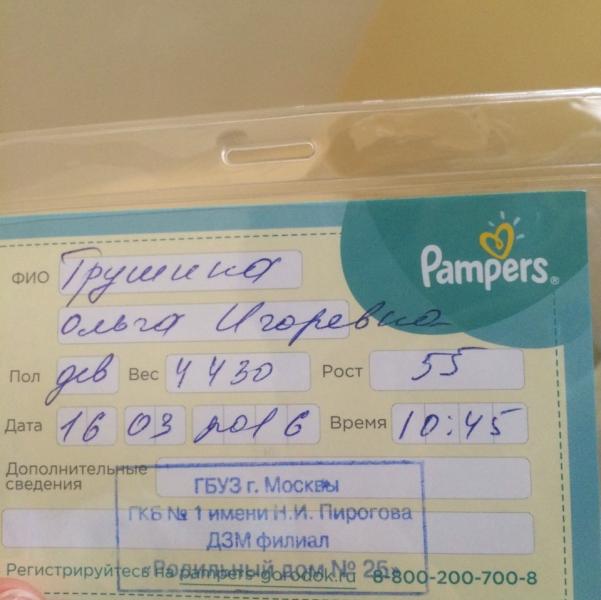 Pampers®
ФИО Трушина
Ольга Игоревна
Пол дев Вес 4430 Рост 55
Дата 16 03 2016 Время 10:45
Дополнительные
сведения
ГБУЗ г. Москвы
ГКБ № 1 имени Н.И. Пирогова
ДЗМ филиал
«Родильный дом № 25»
Регистрируйтесь на pampers-gorodok.ru 8-800-200-700-8